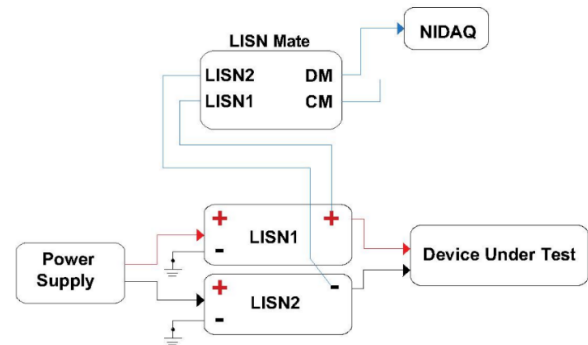 NIDAQ
LISN Mate
LISN2 DM
LISN1 CM
+ +
LISN1
-
Power
Supply
Device Under Test
+ -
LISN2
-